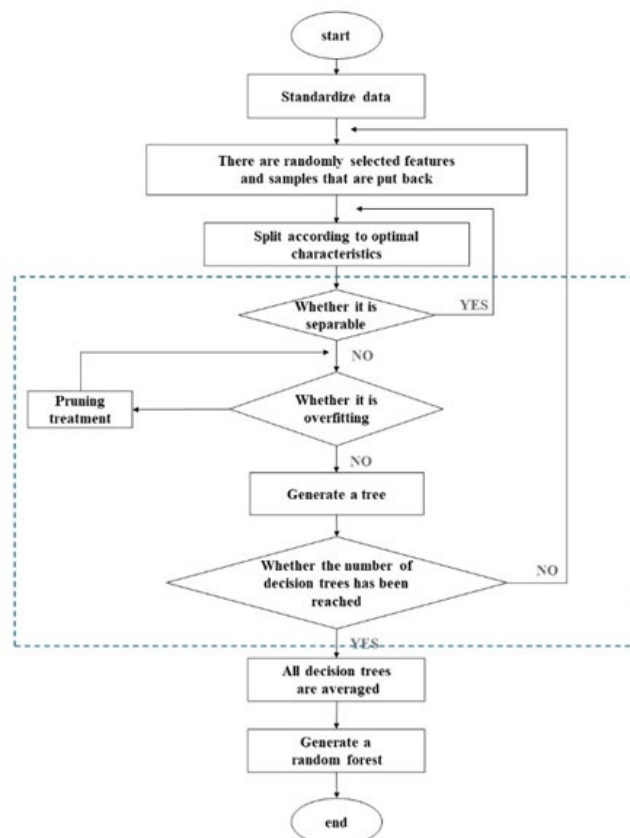 start
Standardize data
There are randomly selected features
and samples that are put back
Split according to optimal
characteristics
Whether it is
separable
YES
NO
Pruning
treatment
Whether it is
overfitting
NO
Generate a tree
Whether the number of
decision trees has been
reached
NO
YES
All decision trees
are averaged
Generate a
random forest
end